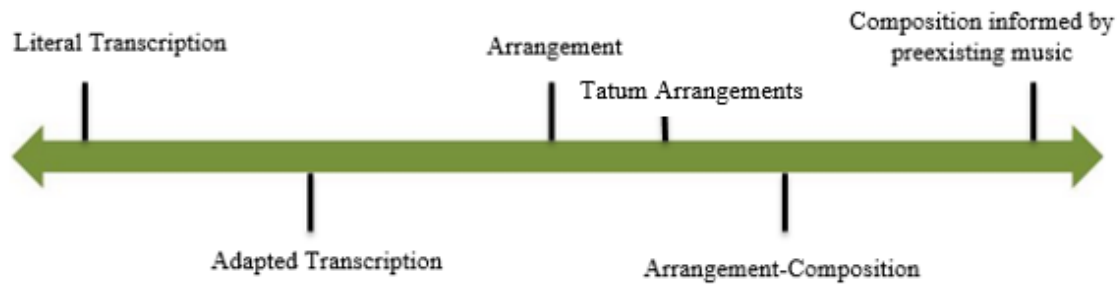 Literal Transcription
Arrangement
Composition informed by
preexisting music
Tatum Arrangements
Adapted Transcription
Arrangement-Composition